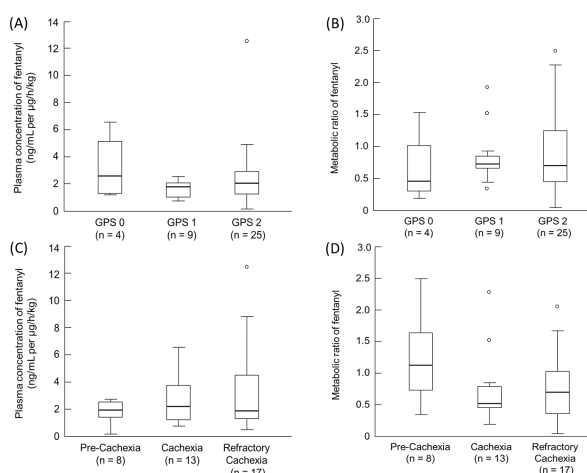 (A)
Plasma concentration of fentanyl
(ng/mL per µg/h/kg)
14
12
10
8
6
4
2
0
GPS 0
(n = 4)
GPS 1
(n = 9)
GPS 2
(n = 25)
(B)
Metabolic ratio of fentanyl
3.0
2.5
2.0
1.5
1.0
0.5
0
GPS 0
(n = 4)
GPS 1
(n = 9)
GPS 2
(n = 25)
(C)
Plasma concentration of fentanyl
(ng/mL per µg/h/kg)
14
12
10
8
6
4
2
0
Pre-Cachexia
(n = 8)
Cachexia
(n = 13)
Refractory
Cachexia
(n = 17)
(D)
Metabolic ratio of fentanyl
3.0
2.5
2.0
1.5
1.0
0.5
0
Pre-Cachexia
(n = 8)
Cachexia
(n = 13)
Refractory
Cachexia
(n = 17)